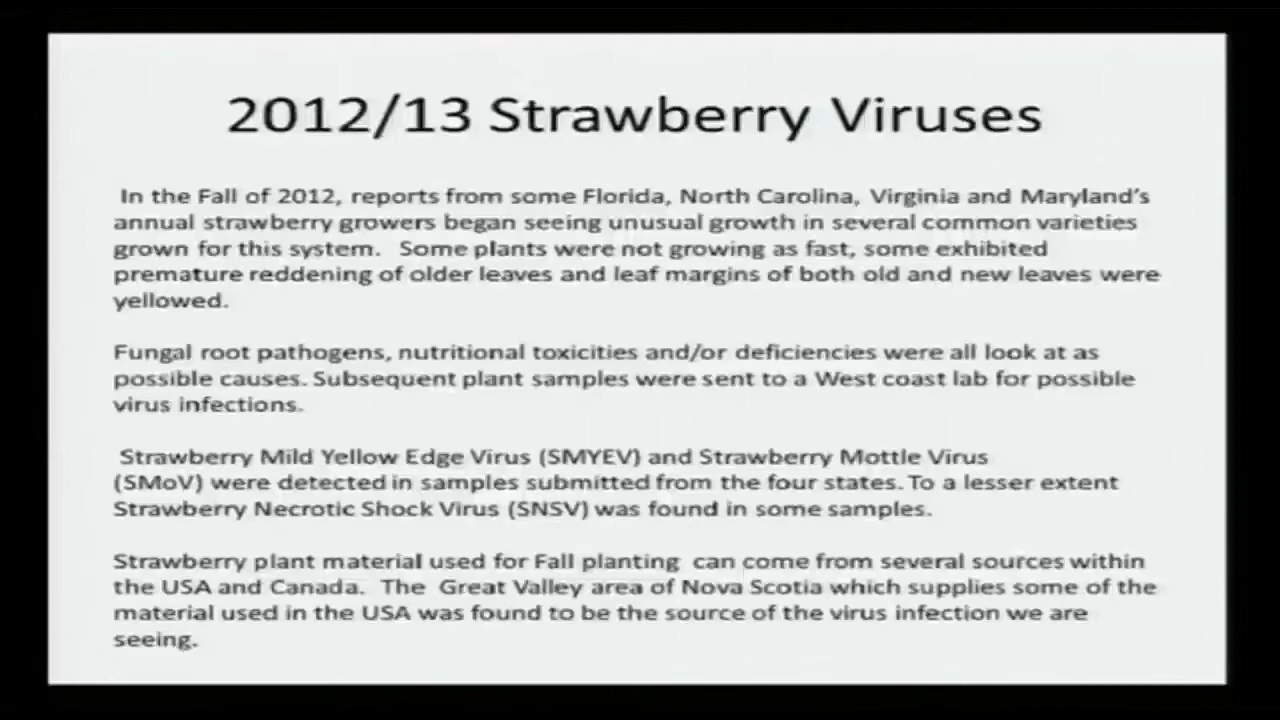 2012/13 Strawberry Viruses
In the Fall of 2012, reports from some Florida, North Carolina, Virginia and Maryland's
annual strawberry growers began seeing unusual growth in several common varieties
grown for this system. Some plants were not growing as fast, some exhibited
premature reddening of older leaves and leaf margins of both old and new leaves were
yellowed.
Fungal root pathogens, nutritional toxicities and/or deficiencies were all look at as
possible causes. Subsequent plant samples were sent to a West coast lab for possible
virus infections.
Strawberry Mild Yellow Edge Virus (SMYEV) and Strawberry Mottle Virus
(SMoV) were detected in samples submitted from the four states. To a lesser extent
Strawberry Necrotic Shock Virus (SNSV) was found in some samples.
Strawberry plant material used for Fall planting can come from several sources within
the USA and Canada. The Great Valley area of Nova Scotia which supplies some of the
material used in the USA was found to be the source of the virus infection we are
seeing.